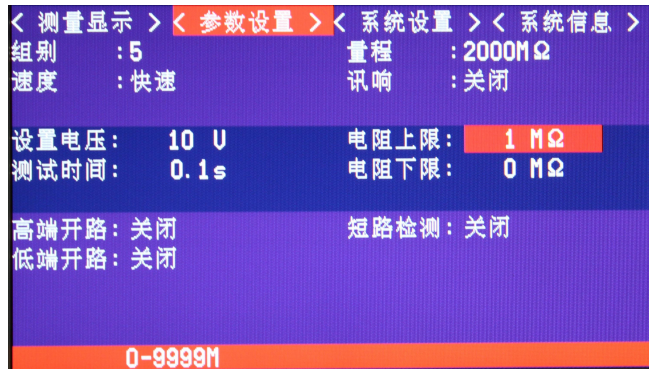 < 测量显示 > < 参数设置 > < 系统设置 > < 系统信息 >
组别 :5 量程 :2000MΩ
速度 :快速 讯响 :关闭
设置电压: 10 V 电阻上限: 1 MΩ
测试时间: 0.1s 电阻下限: 0 MΩ
高端开路:关闭 短路检测:关闭
低端开路:关闭
0-9999M